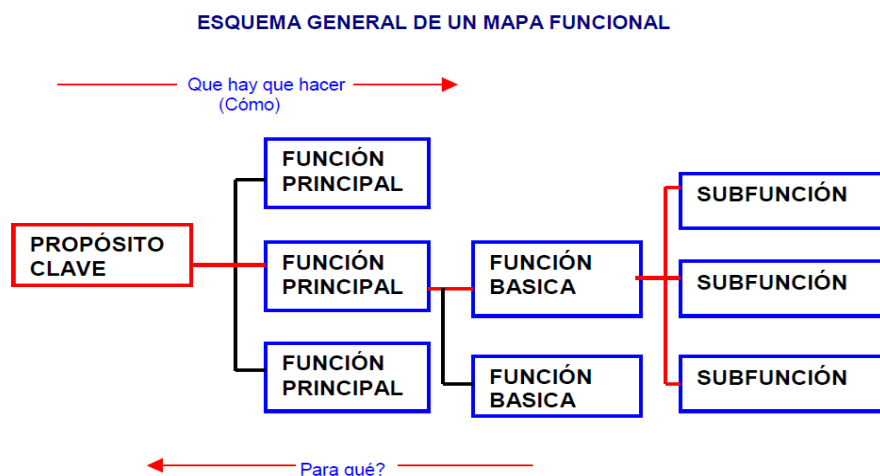 ESQUEMA GENERAL DE UN MAPA FUNCIONAL
Que hay que hacer
(Cómo)
FUNCIÓN
PRINCIPAL
PROPÓSITO
CLAVE
FUNCIÓN
PRINCIPAL
FUNCIÓN
PRINCIPAL
FUNCIÓN
BASICA
FUNCIÓN
BASICA
SUBFUNCIÓN
SUBFUNCIÓN
SUBFUNCIÓN
Para qué?